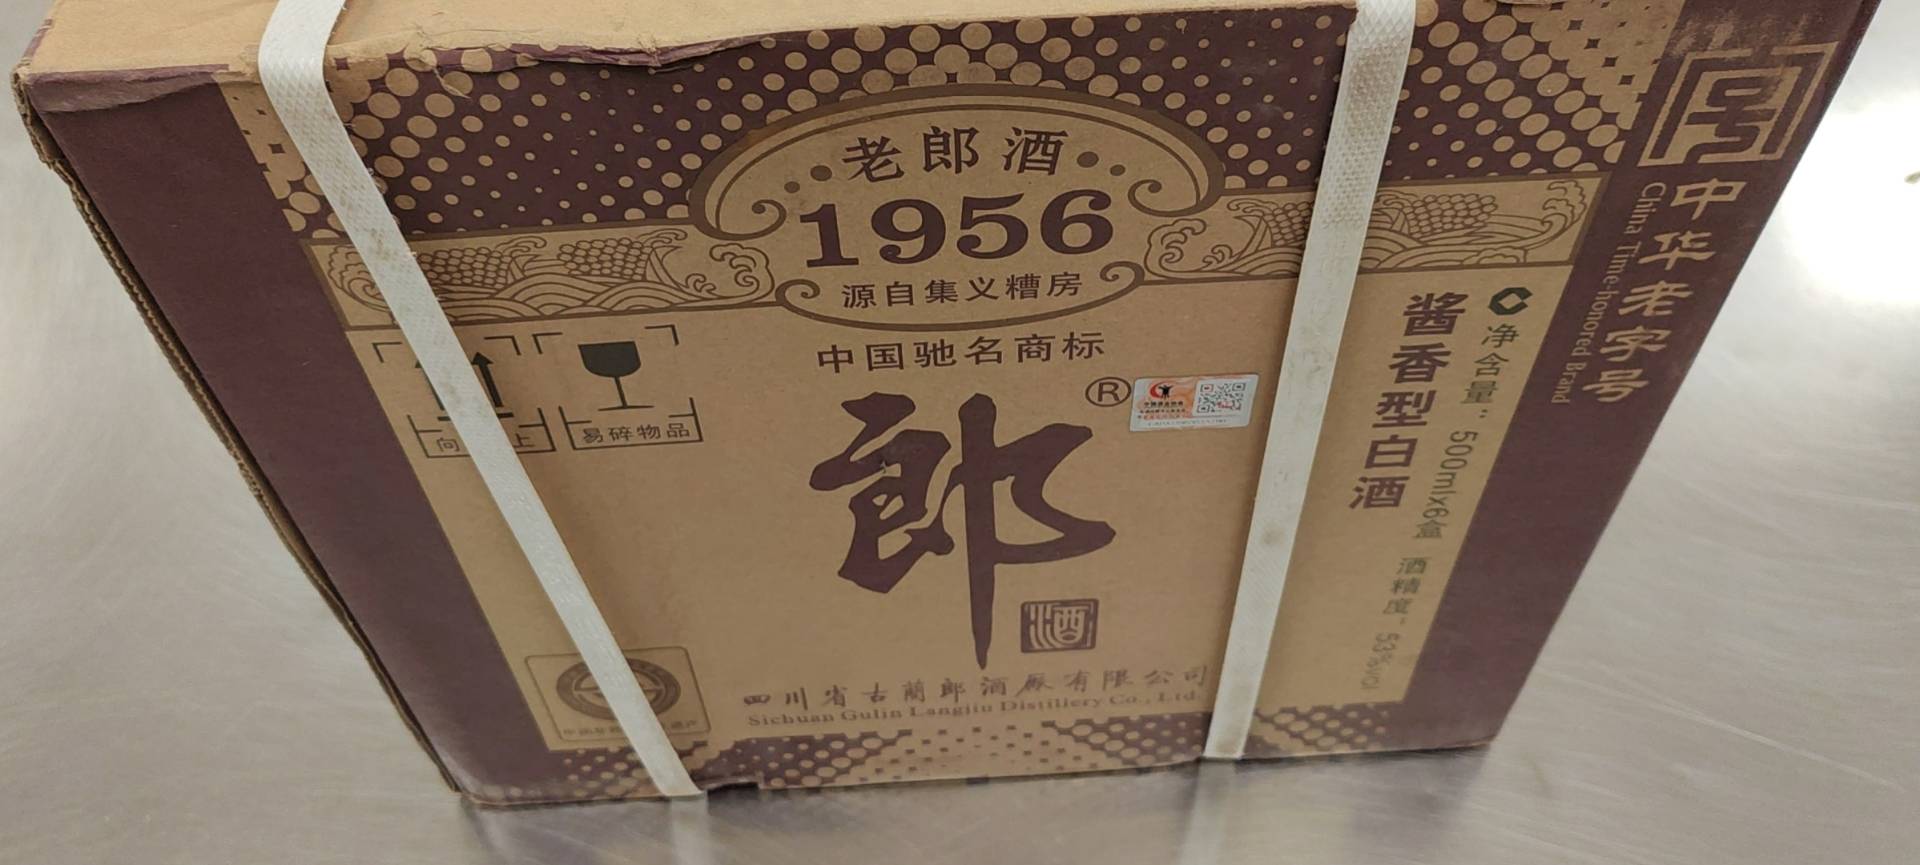 老郎酒
1956
源自集义糟房
中国驰名商标
郎
®
酒
四川省古蔺郎酒厂有限公司
Sichuan Gulin Langjiu Distillery Co., Ltd.
向 上
易碎物品
酱香型白酒
净含量：500ml×6盒 酒精度：53%vol
中华老字号
China Time-honored Brand